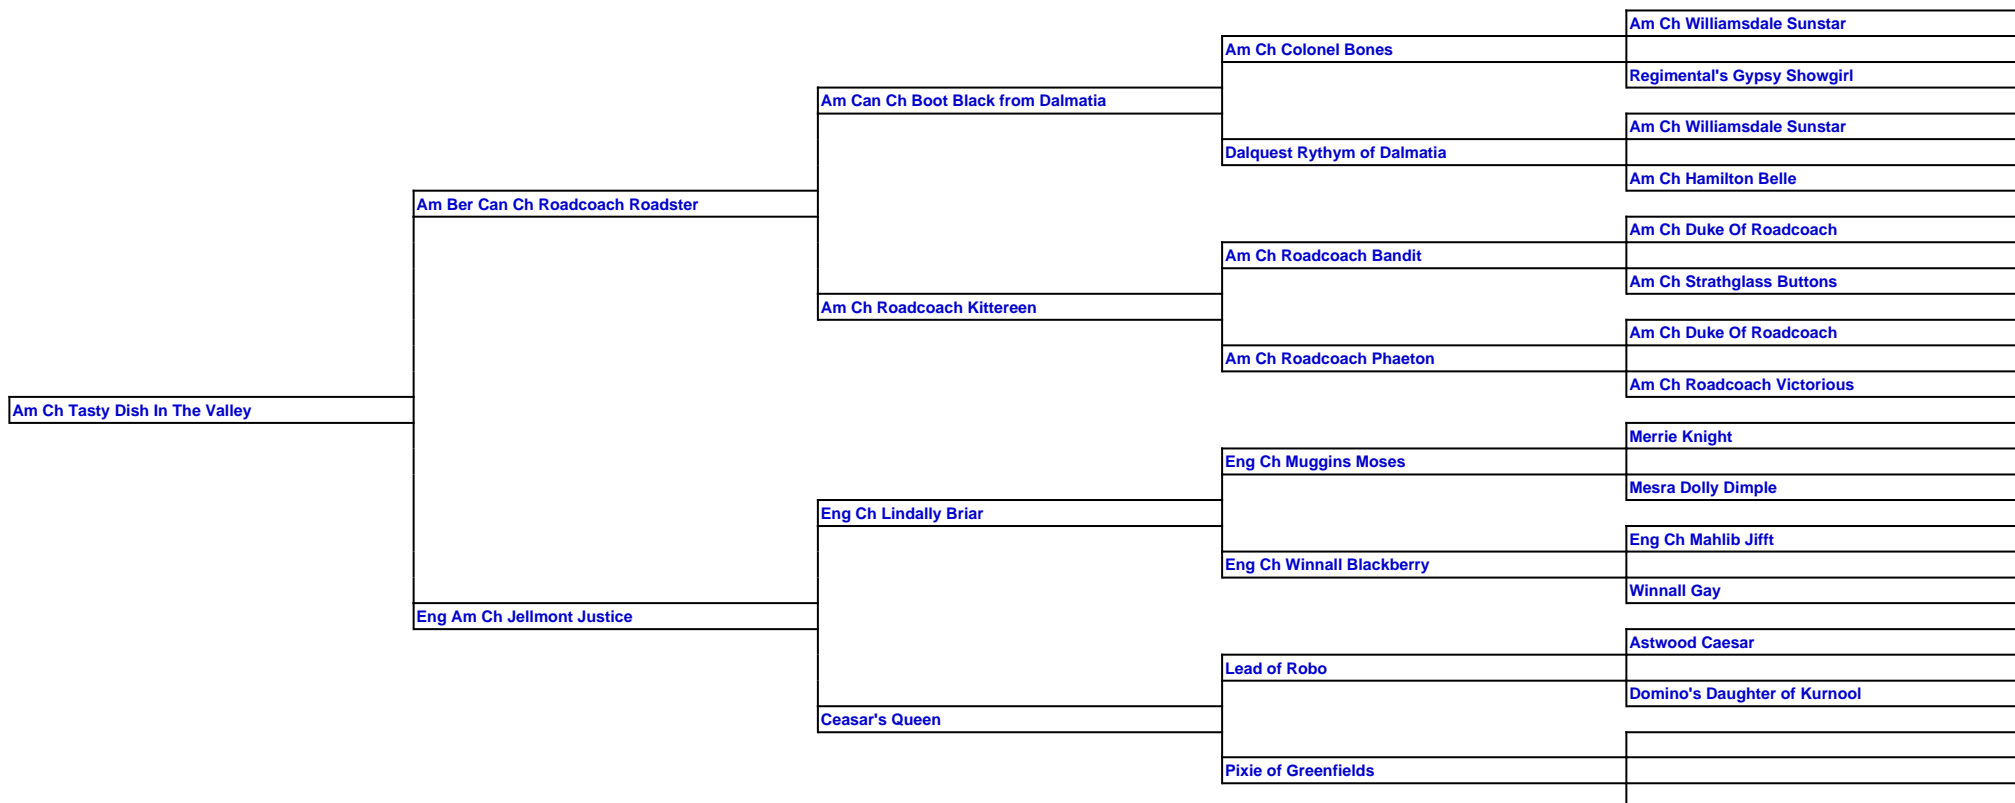 Am Ch Williamsdale Sunstar
Am Ch Colonel Bones
Regimental's Gypsy Showgirl
Am Can Ch Boot Black from Dalmatia
Am Ch Williamsdale Sunstar
Dalquest Rythym of Dalmatia
Am Ch Hamilton Belle
Am Ber Can Ch Roadcoach Roadster
Am Ch Duke Of Roadcoach
Am Ch Roadcoach Bandit
Am Ch Strathglass Buttons
Am Ch Roadcoach Kittereen
Am Ch Duke Of Roadcoach
Am Ch Roadcoach Phaeton
Am Ch Roadcoach Victorious
Am Ch Tasty Dish In The Valley
Merrie Knight
Eng Ch Muggins Moses
Mesra Dolly Dimple
Eng Ch Lindally Briar
Eng Ch Mahlib Jifft
Eng Ch Winnall Blackberry
Winnall Gay
Eng Am Ch Jellmont Justice
Astwood Caesar
Lead of Robo
Domino's Daughter of Kurnool
Ceasar's Queen
Pixie of Greenfields